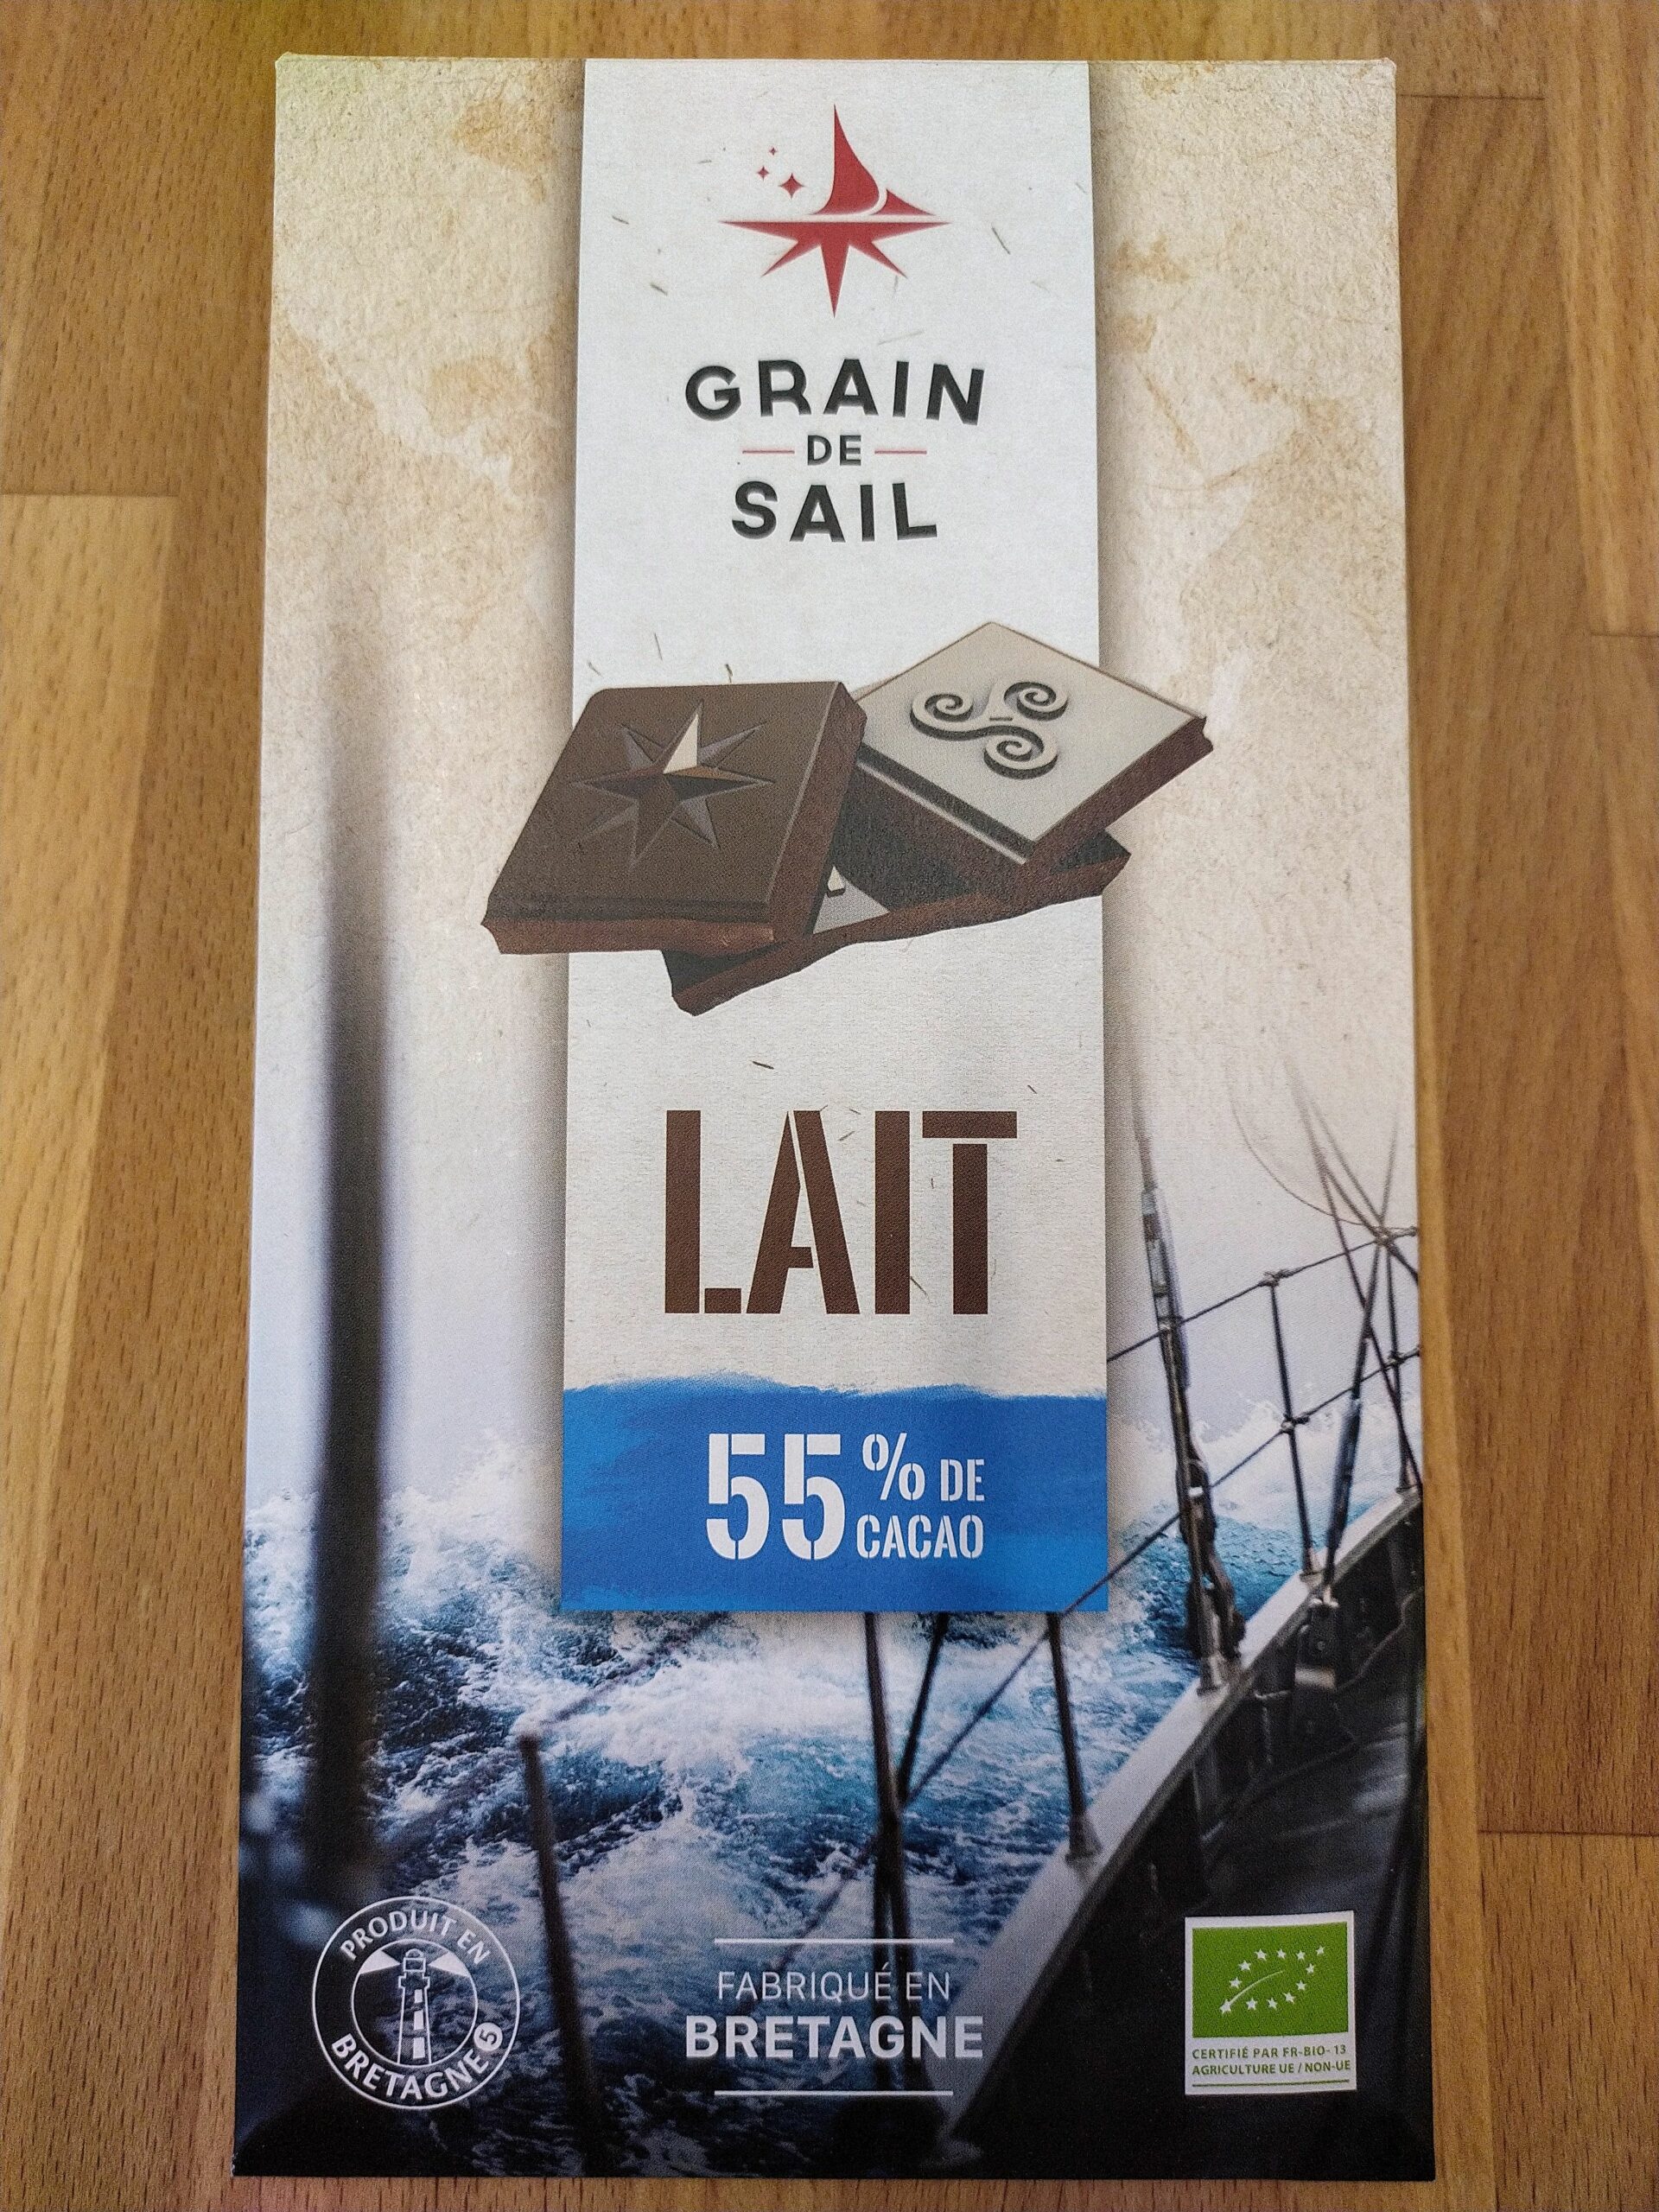 GRAIN
DE
SAIL
LAIT
55% DE
CACAO
PRODUIT EN
BRETAGNE 5
FABRIQUÉ EN
BRETAGNE
CERTIFIÉ PAR FR-BIO-13
AGRICULTURE UE / NON-UE